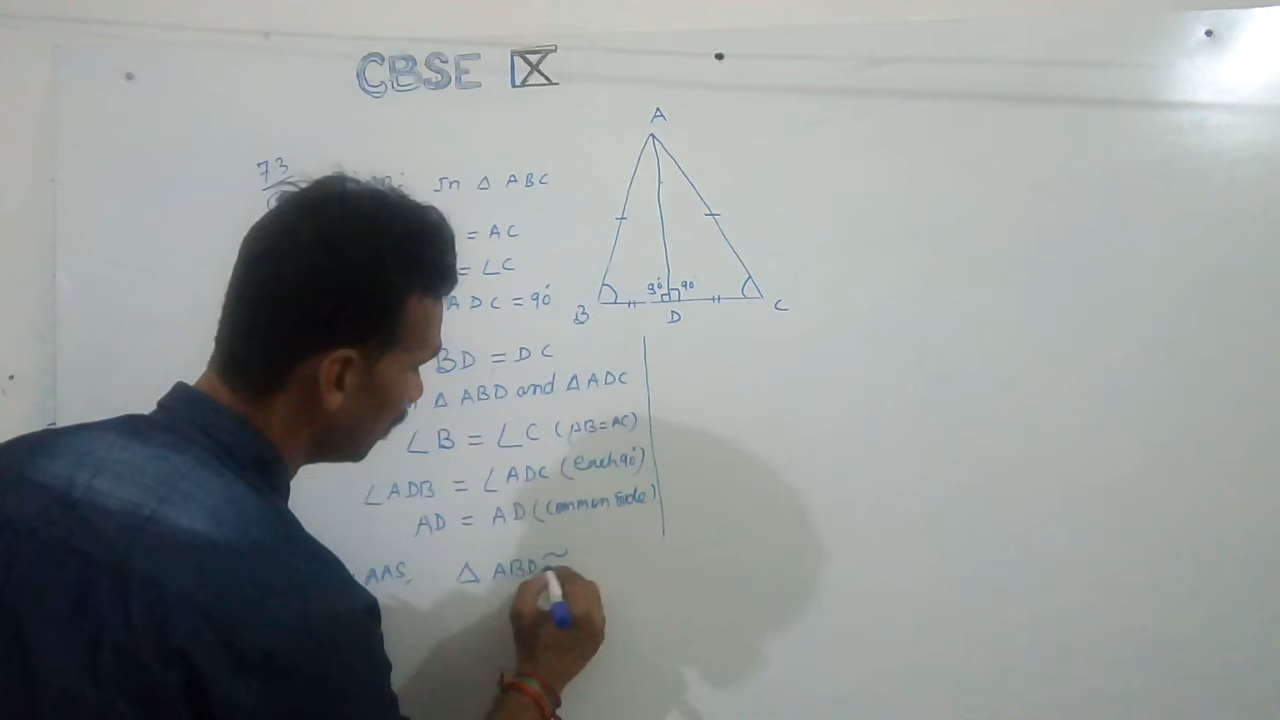 CBSE IX
A
73
In △ ABC
= AC
= ∠C
ADC = 90°
90° 90°
B D C
BD = DC
△ ABD and △ ADC
∠B = ∠C (AB=AC)
∠ADB = ∠ADC (Each 90°)
AD = AD (Common side)
AAS, △ ABD ≅